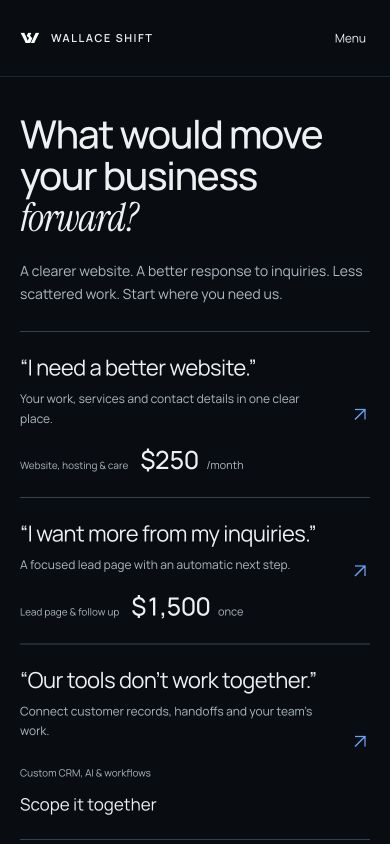 WALLACE SHIFT
Menu
What would move
your business
forward?
A clearer website. A better response to inquiries. Less
scattered work. Start where you need us.
“I need a better website.”
Your work, services and contact details in one clear
place.
Website, hosting & care $250 /month
“I want more from my inquiries.”
A focused lead page with an automatic next step.
Lead page & follow up $1,500 once
“Our tools don’t work together.”
Connect customer records, handoffs and your team’s
work.
Custom CRM, AI & workflows
Scope it together